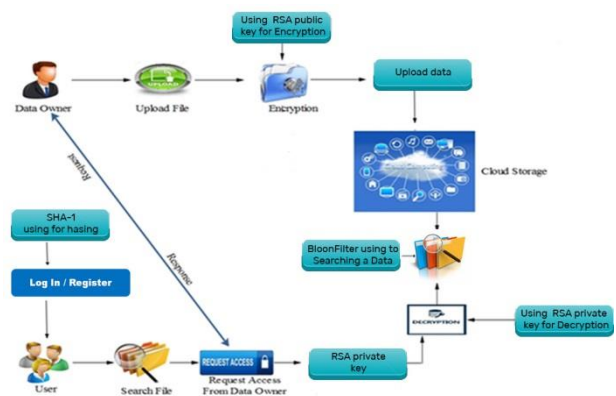 Using RSA public
key for Encryption
UPLOAD
Upload data
Data Owner
Upload File
Encryption
Cloud Storage
Request
SHA-1
using for hasing
BloonFilter using to
Searching a Data
Response
Log In / Register
DECRYPTION
Using RSA private
key for Decryption
REQUEST ACCESS
RSA private
key
User
Search File
Request Access
From Data Owner